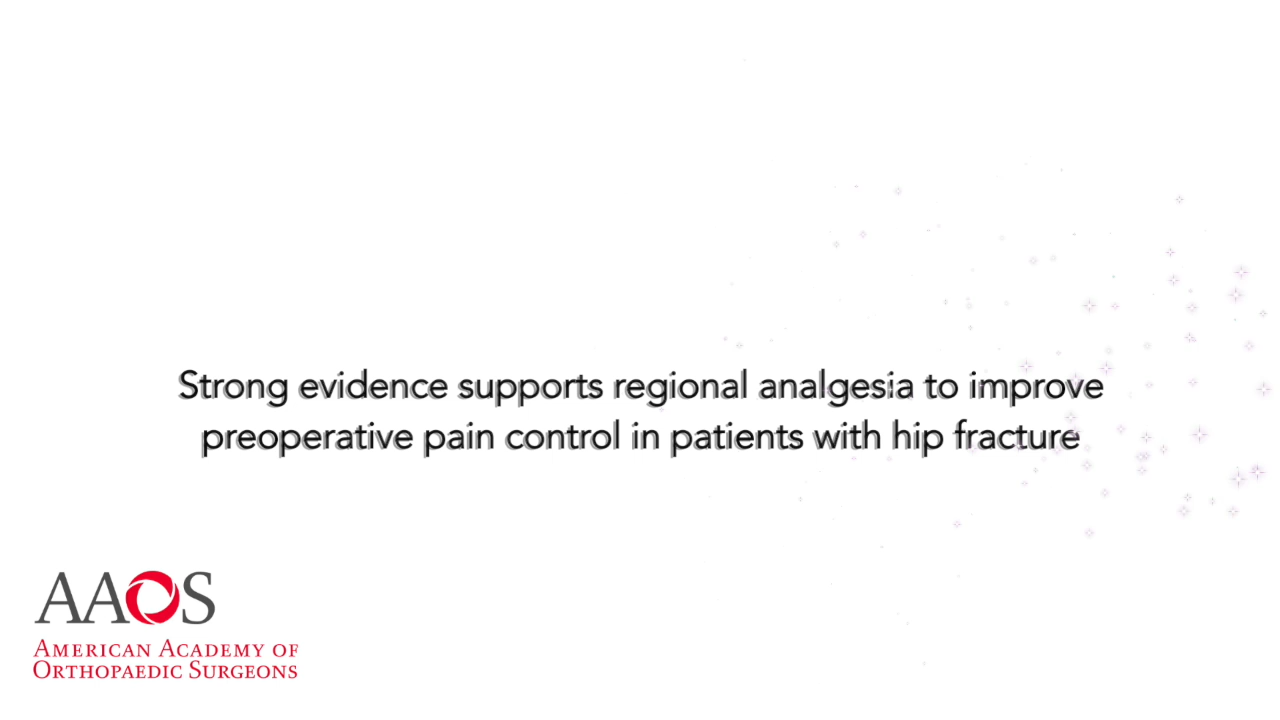 Strong evidence supports regional analgesia to improve
preoperative pain control in patients with hip fracture
AAOS
AMERICAN ACADEMY OF
ORTHOPAEDIC SURGEONS